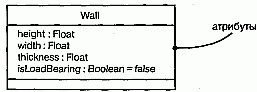 Wall
height : Float
width : Float
thickness : Float
isLoadBearing : Boolean = false
атрибуты